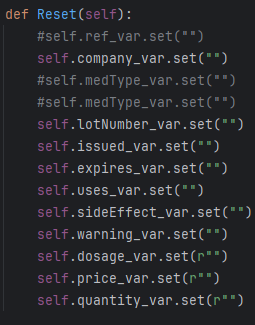 def Reset(self):
    #self.ref_var.set("")
    self.company_var.set("")
    #self.medType_var.set("")
    #self.medType_var.set("")
    self.lotNumber_var.set("")
    self.issued_var.set("")
    self.expires_var.set("")
    self.uses_var.set("")
    self.sideEffect_var.set("")
    self.warning_var.set("")
    self.dosage_var.set(r"")
    self.price_var.set(r"")
    self.quantity_var.set(r"")